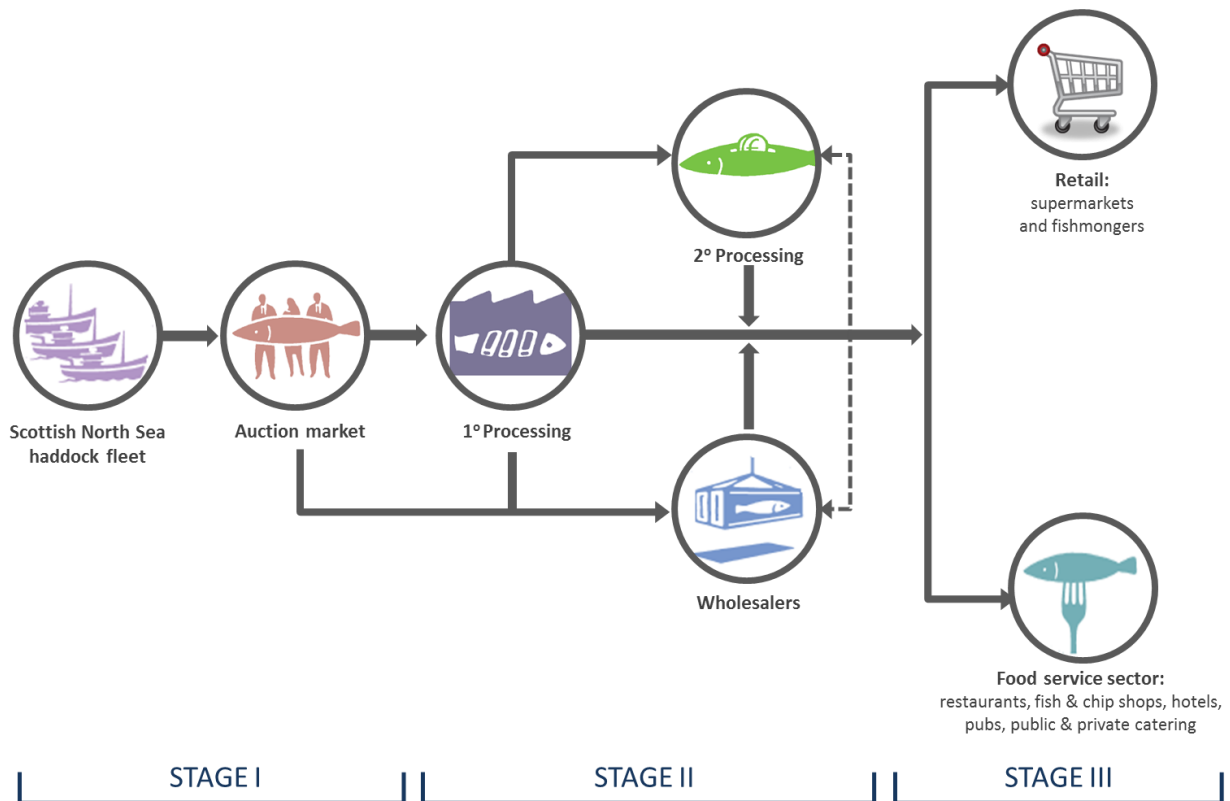 Retail:
supermarkets
and fishmongers
2º Processing
Scottish North Sea
haddock fleet
Auction market
1º Processing
Wholesalers
Food service sector:
restaurants, fish & chip shops, hotels,
pubs, public & private catering
STAGE I
STAGE II
STAGE III